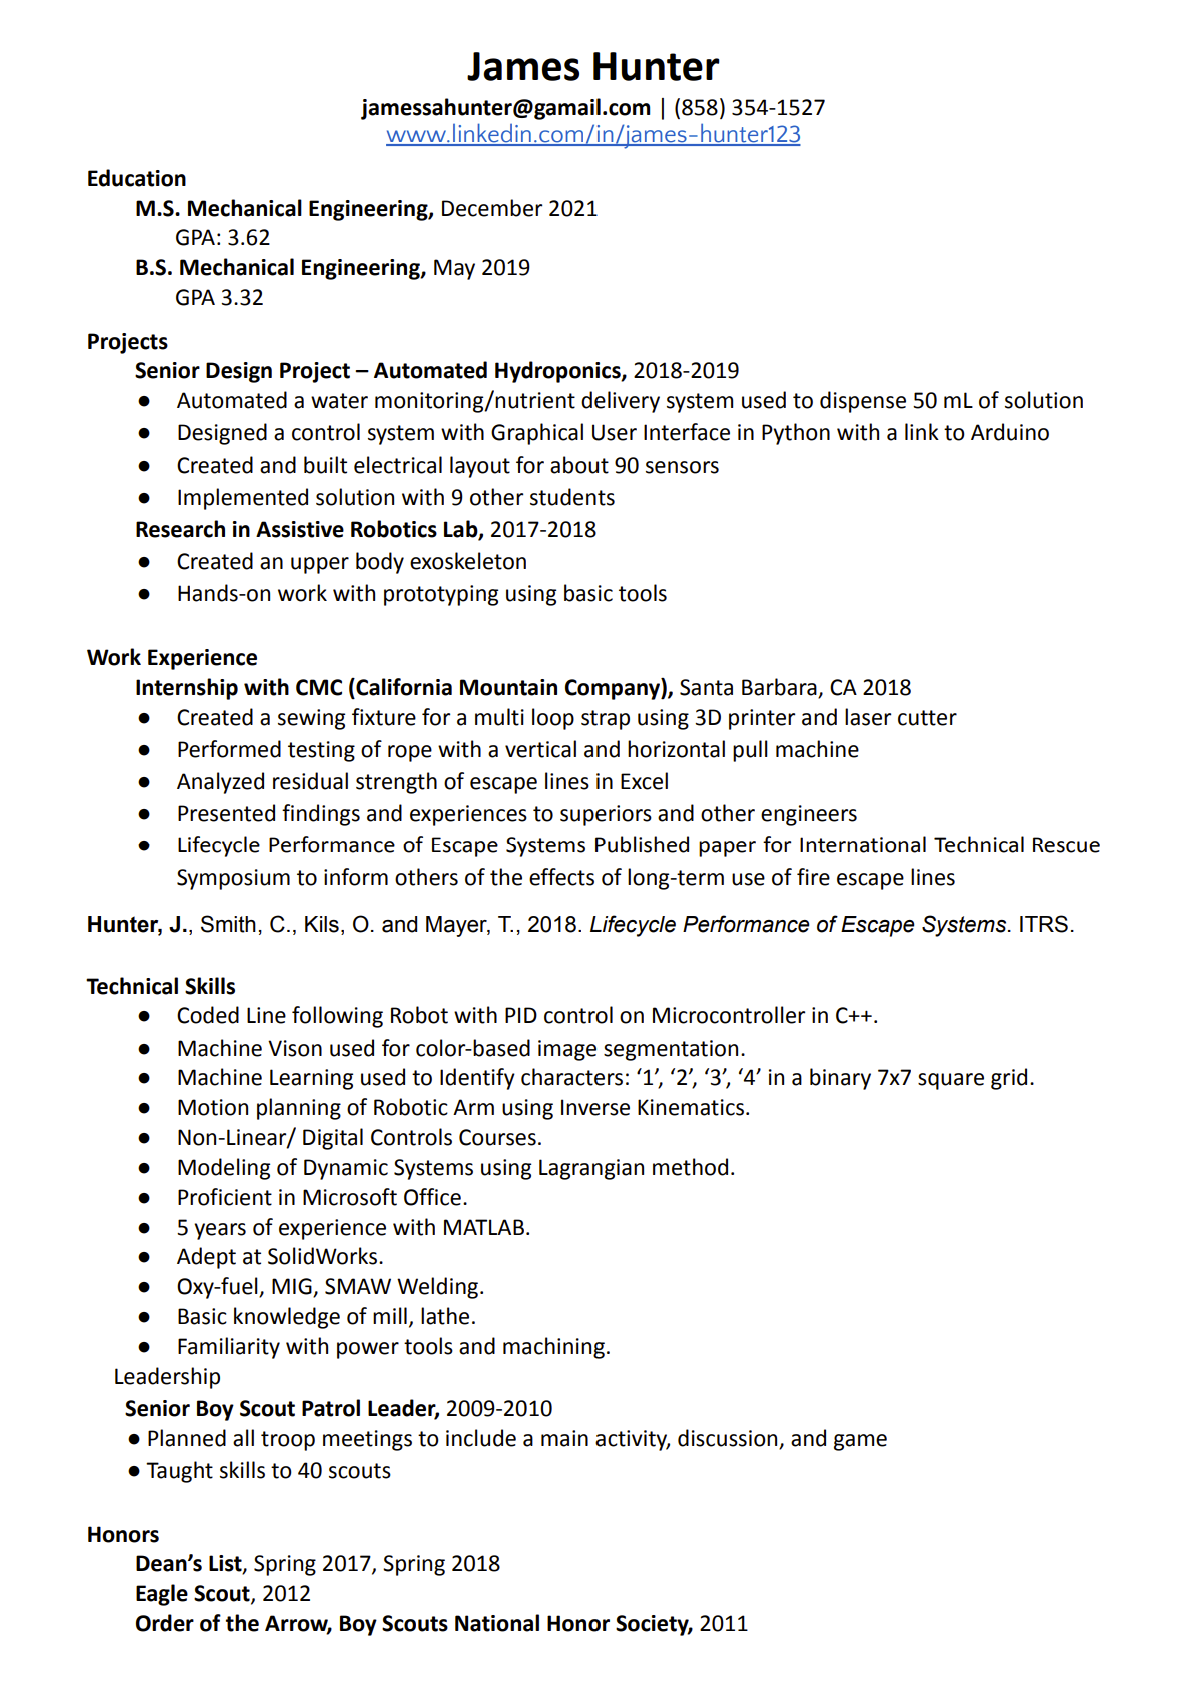 James Hunter
jamessahunter@gamail.com | (858) 354-1527
www.linkedin.com/in/james-hunter123
Education
M.S. Mechanical Engineering, December 2021
GPA: 3.62
B.S. Mechanical Engineering, May 2019
GPA 3.32
Projects
Senior Design Project – Automated Hydroponics, 2018-2019
● Automated a water monitoring/nutrient delivery system used to dispense 50 mL of solution
● Designed a control system with Graphical User Interface in Python with a link to Arduino
● Created and built electrical layout for about 90 sensors
● Implemented solution with 9 other students
Research in Assistive Robotics Lab, 2017-2018
● Created an upper body exoskeleton
● Hands-on work with prototyping using basic tools
Work Experience
Internship with CMC (California Mountain Company), Santa Barbara, CA 2018
● Created a sewing fixture for a multi loop strap using 3D printer and laser cutter
● Performed testing of rope with a vertical and horizontal pull machine
● Analyzed residual strength of escape lines in Excel
● Presented findings and experiences to superiors and other engineers
● Lifecycle Performance of Escape Systems Published paper for International Technical Rescue
Symposium to inform others of the effects of long-term use of fire escape lines
Hunter, J., Smith, C., Kils, O. and Mayer, T., 2018. Lifecycle Performance of Escape Systems. ITRS.
Technical Skills
● Coded Line following Robot with PID control on Microcontroller in C++.
● Machine Vison used for color-based image segmentation.
● Machine Learning used to Identify characters: ‘1’, ‘2’, ‘3’, ‘4’ in a binary 7x7 square grid.
● Motion planning of Robotic Arm using Inverse Kinematics.
● Non-Linear/ Digital Controls Courses.
● Modeling of Dynamic Systems using Lagrangian method.
● Proficient in Microsoft Office.
● 5 years of experience with MATLAB.
● Adept at SolidWorks.
● Oxy-fuel, MIG, SMAW Welding.
● Basic knowledge of mill, lathe.
● Familiarity with power tools and machining.
Leadership
Senior Boy Scout Patrol Leader, 2009-2010
● Planned all troop meetings to include a main activity, discussion, and game
● Taught skills to 40 scouts
Honors
Dean’s List, Spring 2017, Spring 2018
Eagle Scout, 2012
Order of the Arrow, Boy Scouts National Honor Society, 2011